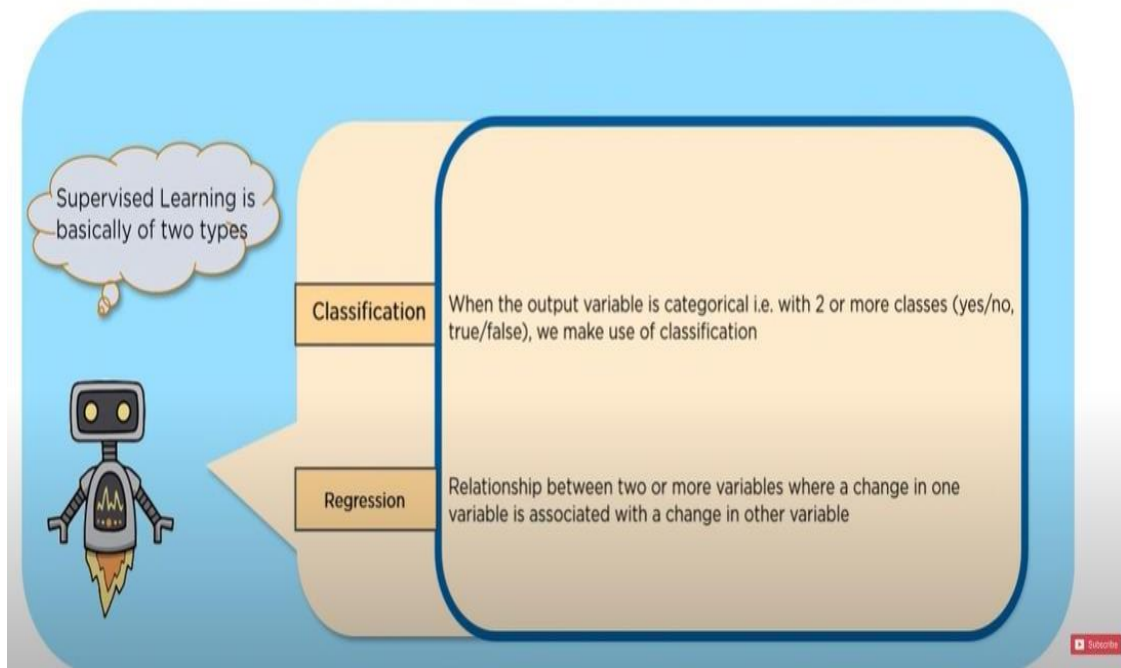 Supervised Learning is
basically of two types
Classification
When the output variable is categorical i.e. with 2 or more classes (yes/no,
true/false), we make use of classification
Regression
Relationship between two or more variables where a change in one
variable is associated with a change in other variable
Subscribe